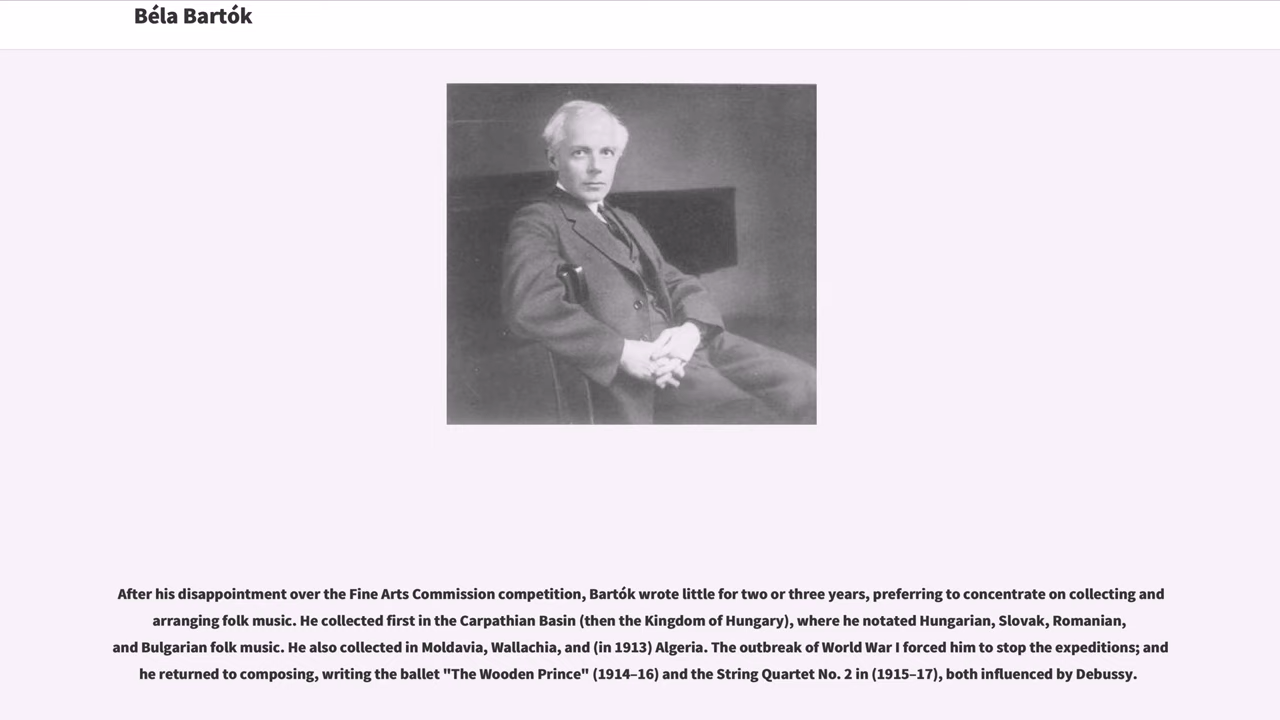 Béla Bartók
After his disappointment over the Fine Arts Commission competition, Bartók wrote little for two or three years, preferring to concentrate on collecting and
arranging folk music. He collected first in the Carpathian Basin (then the Kingdom of Hungary), where he notated Hungarian, Slovak, Romanian,
and Bulgarian folk music. He also collected in Moldavia, Wallachia, and (in 1913) Algeria. The outbreak of World War I forced him to stop the expeditions; and
he returned to composing, writing the ballet "The Wooden Prince" (1914–16) and the String Quartet No. 2 in (1915–17), both influenced by Debussy.